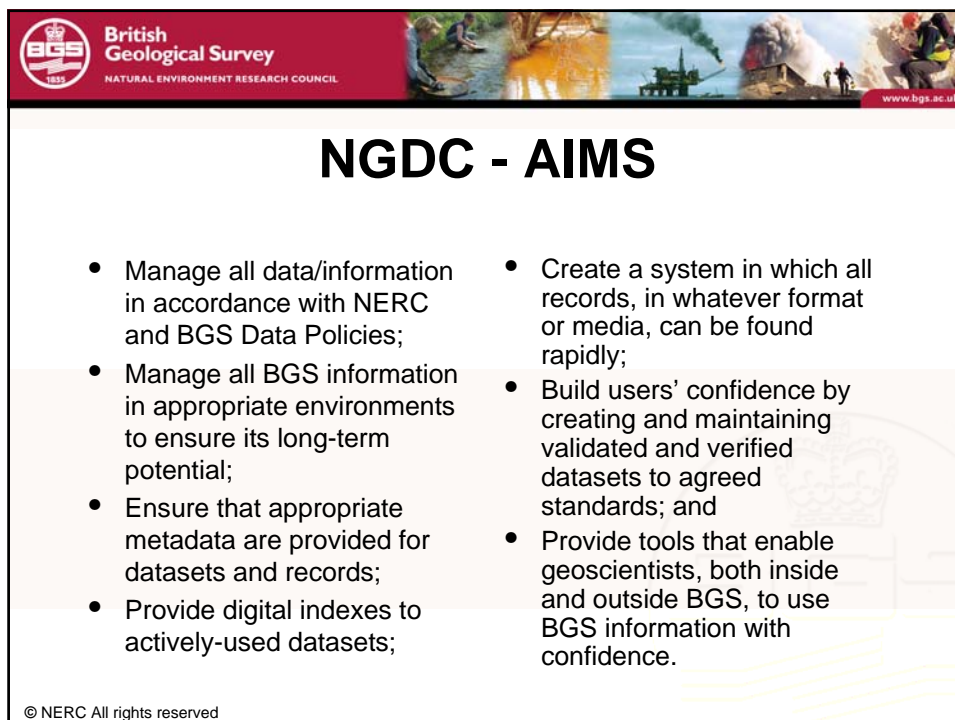 BGS
1835
British
Geological Survey
NATURAL ENVIRONMENT RESEARCH COUNCIL
www.bgs.ac.uk
NGDC - AIMS
• Manage all data/information
in accordance with NERC
and BGS Data Policies;
• Manage all BGS information
in appropriate environments
to ensure its long-term
potential;
• Ensure that appropriate
metadata are provided for
datasets and records;
• Provide digital indexes to
actively-used datasets;
• Create a system in which all
records, in whatever format
or media, can be found
rapidly;
• Build users’ confidence by
creating and maintaining
validated and verified
datasets to agreed
standards; and
• Provide tools that enable
geoscientists, both inside
and outside BGS, to use
BGS information with
confidence.
© NERC All rights reserved